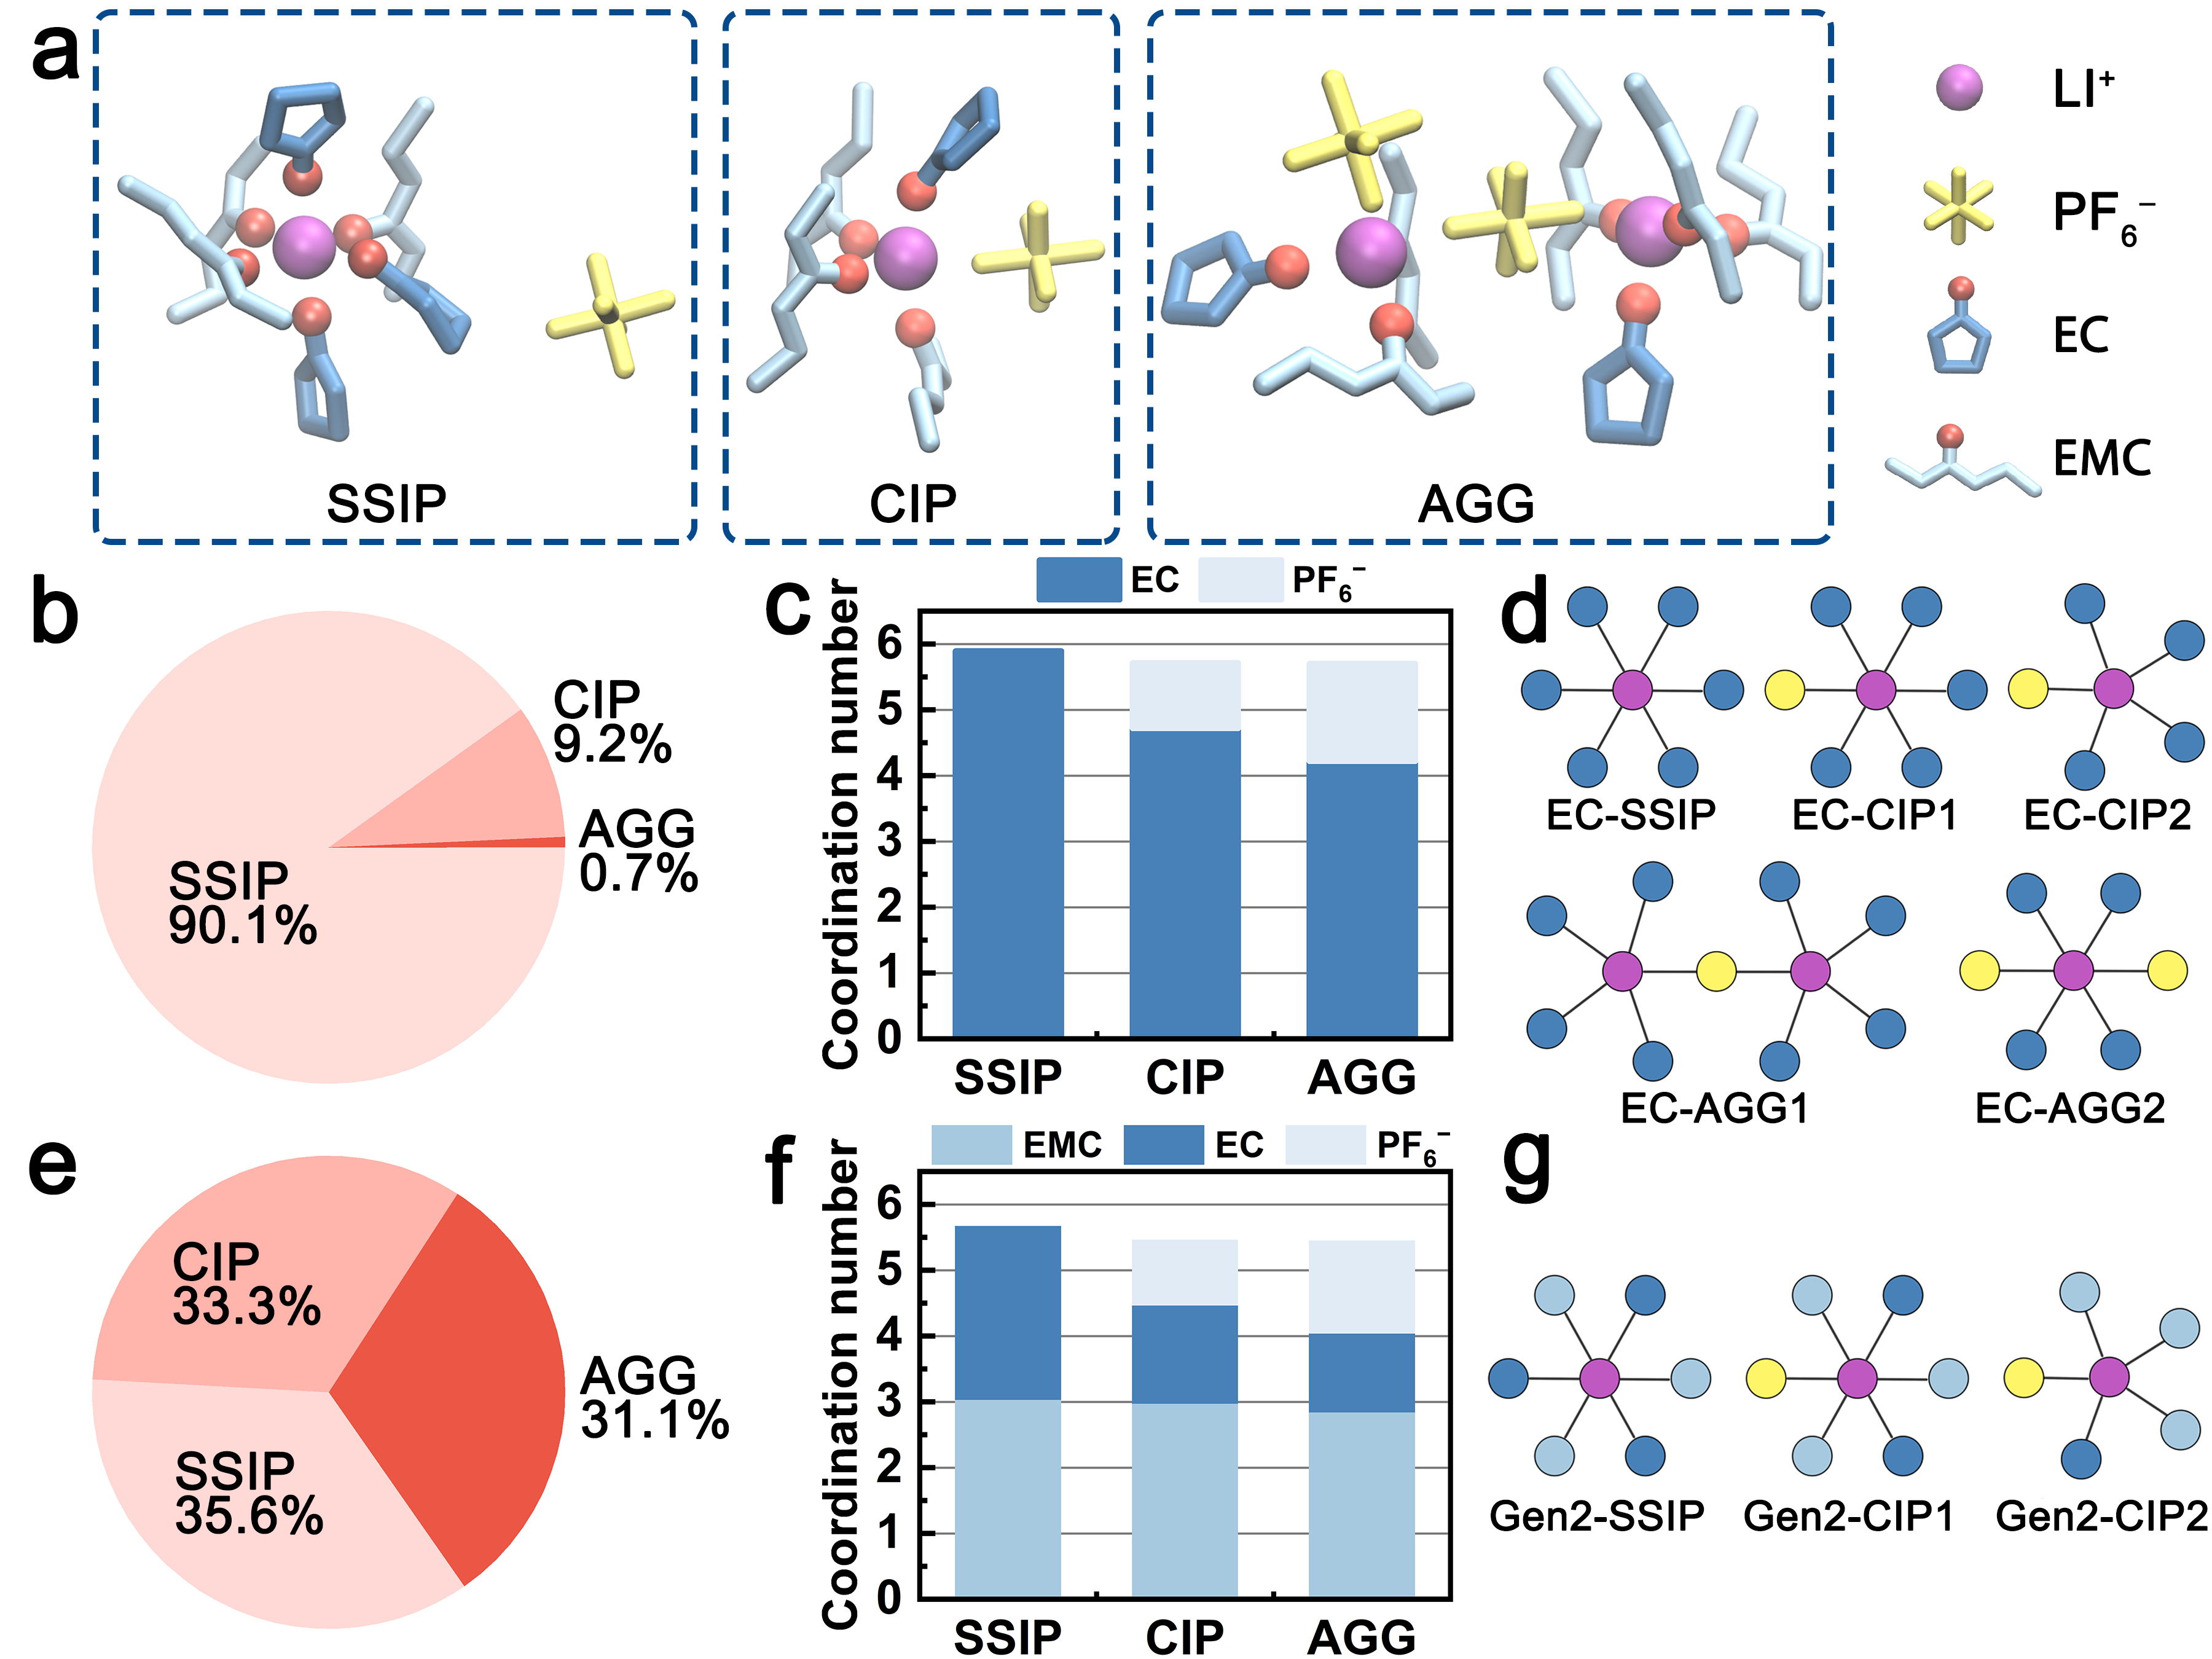 a
SSIP
CIP
AGG
LI⁺
PF₆⁻
EC
EMC
b
CIP
9.2%
AGG
0.7%
SSIP
90.1%
c
EC
PF₆⁻
Coordination number
6
5
4
3
2
1
0
SSIP
CIP
AGG
d
EC-SSIP
EC-CIP1
EC-CIP2
EC-AGG1
EC-AGG2
e
CIP
33.3%
AGG
31.1%
SSIP
35.6%
f
EMC
EC
PF₆⁻
Coordination number
6
5
4
3
2
1
0
SSIP
CIP
AGG
g
Gen2-SSIP
Gen2-CIP1
Gen2-CIP2